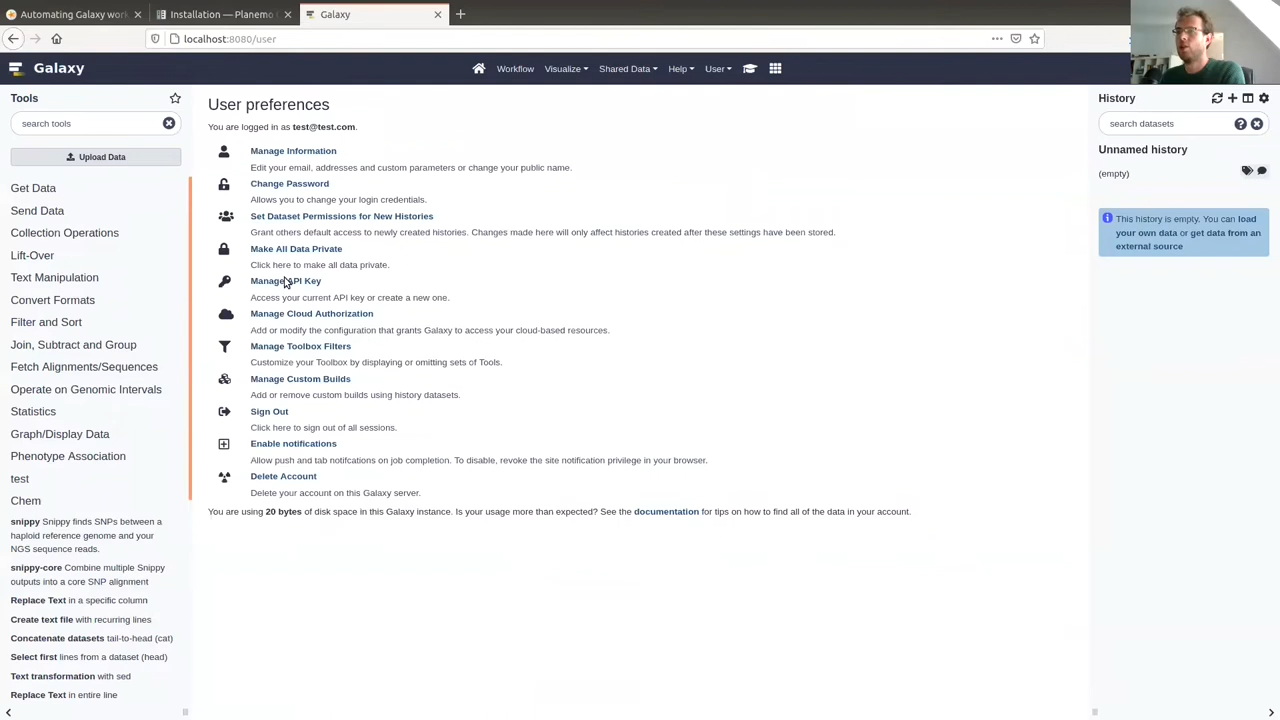 Automating Galaxy work
Installation — Planemo
Galaxy
localhost:8080/user
Galaxy
Workflow
Visualize
Shared Data
Help
User
Tools
search tools
Upload Data
Get Data
Send Data
Collection Operations
Lift-Over
Text Manipulation
Convert Formats
Filter and Sort
Join, Subtract and Group
Fetch Alignments/Sequences
Operate on Genomic Intervals
Statistics
Graph/Display Data
Phenotype Association
test
Chem
snippy Snippy finds SNPs between a
haploid reference genome and your
NGS sequence reads.
snippy-core Combine multiple Snippy
outputs into a core SNP alignment
Replace Text in a specific column
Create text file with recurring lines
Concatenate datasets tail-to-head (cat)
Select first lines from a dataset (head)
Text transformation with sed
Replace Text in entire line
User preferences
You are logged in as test@test.com.
Manage Information
Edit your email, addresses and custom parameters or change your public name.
Change Password
Allows you to change your login credentials.
Set Dataset Permissions for New Histories
Grant others default access to newly created histories. Changes made here will only affect histories created after these settings have been stored.
Make All Data Private
Click here to make all data private.
Manage API Key
Access your current API key or create a new one.
Manage Cloud Authorization
Add or modify the configuration that grants Galaxy to access your cloud-based resources.
Manage Toolbox Filters
Customize your Toolbox by displaying or omitting sets of Tools.
Manage Custom Builds
Add or remove custom builds using history datasets.
Sign Out
Click here to sign out of all sessions.
Enable notifications
Allow push and tab notifcations on job completion. To disable, revoke the site notification privilege in your browser.
Delete Account
Delete your account on this Galaxy server.
You are using 20 bytes of disk space in this Galaxy instance. Is your usage more than expected? See the documentation for tips on how to find all of the data in your account.
History
search datasets
Unnamed history
(empty)
This history is empty. You can load
your own data or get data from an
external source